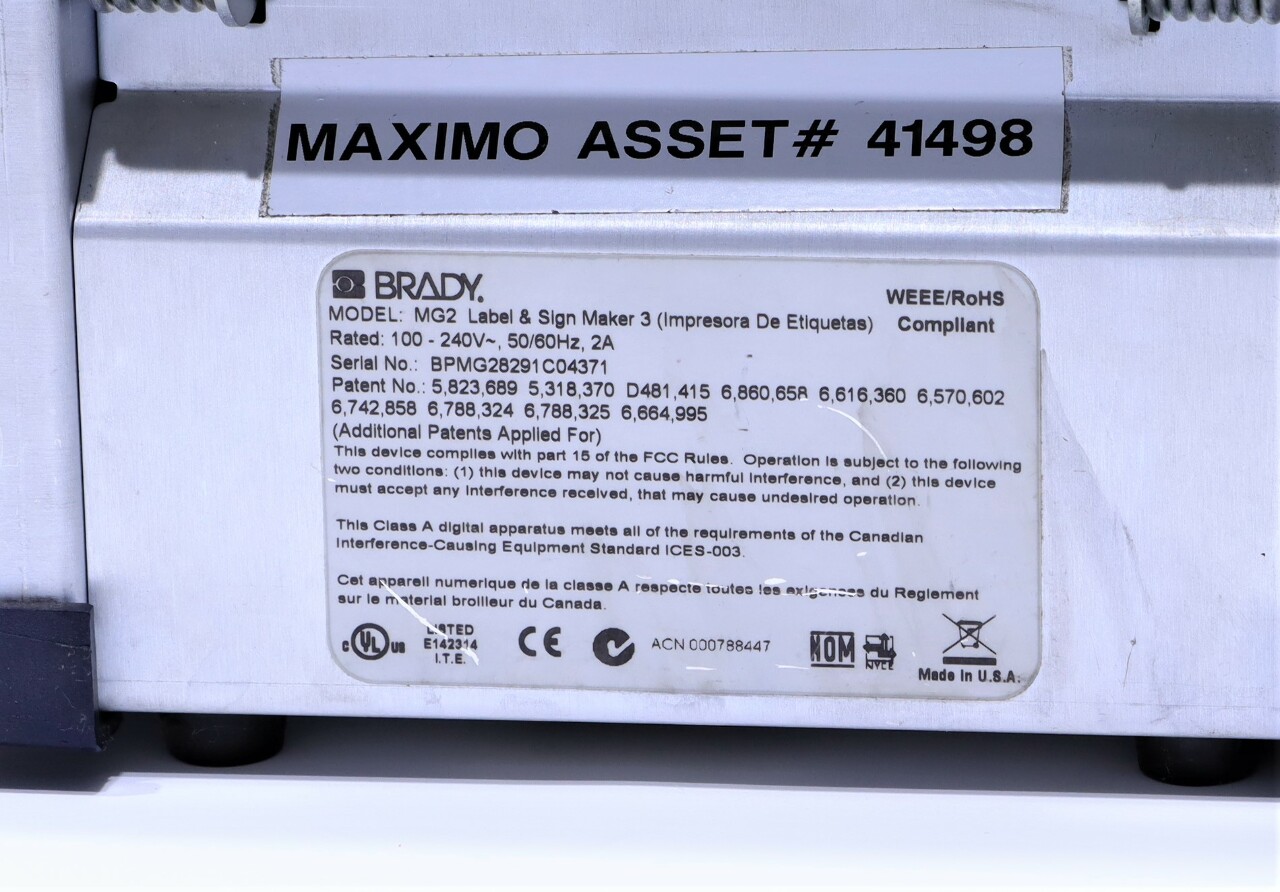 MAXIMO ASSET# 41498
BRADY.
WEEE/RoHS
Compliant
MODEL: MG2 Label & Sign Maker 3 (Impresora De Etiquetas)
Rated: 100 - 240V~, 50/60Hz, 2A
Serial No.: BPMG28291C04371
Patent No.: 5,823,689 5,318,370 D481,415 6,860,658 6,616,360 6,570,602
6,742,858 6,788,324 6,788,325 6,664,995
(Additional Patents Applied For)
This device complies with part 15 of the FCC Rules. Operation is subject to the following
two conditions: (1) this device may not cause harmful interference, and (2) this device
must accept any interference received, that may cause undesired operation.
This Class A digital apparatus meets all of the requirements of the Canadian
Interference-Causing Equipment Standard ICES-003.
Cet appareil numerique de la classe A respecte toutes les exigences du Reglement
sur le material broilleur du Canada.
c UL us
LISTED
E142314
I.T.E.
CE
ACN 000788447
NOM
NYCE
Made in U.S.A.